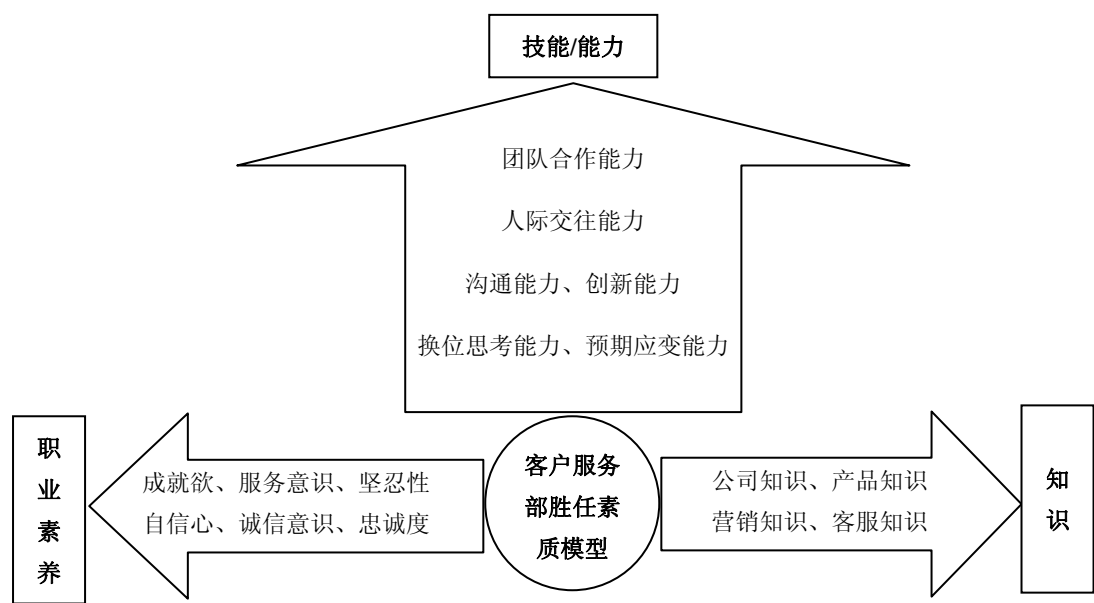 技能/能力
团队合作能力
人际交往能力
沟通能力、创新能力
换位思考能力、预期应变能力
职业素养
成就欲、服务意识、坚忍性
自信心、诚信意识、忠诚度
客户服务
部胜任素
质模型
公司知识、产品知识
营销知识、客服知识
知识